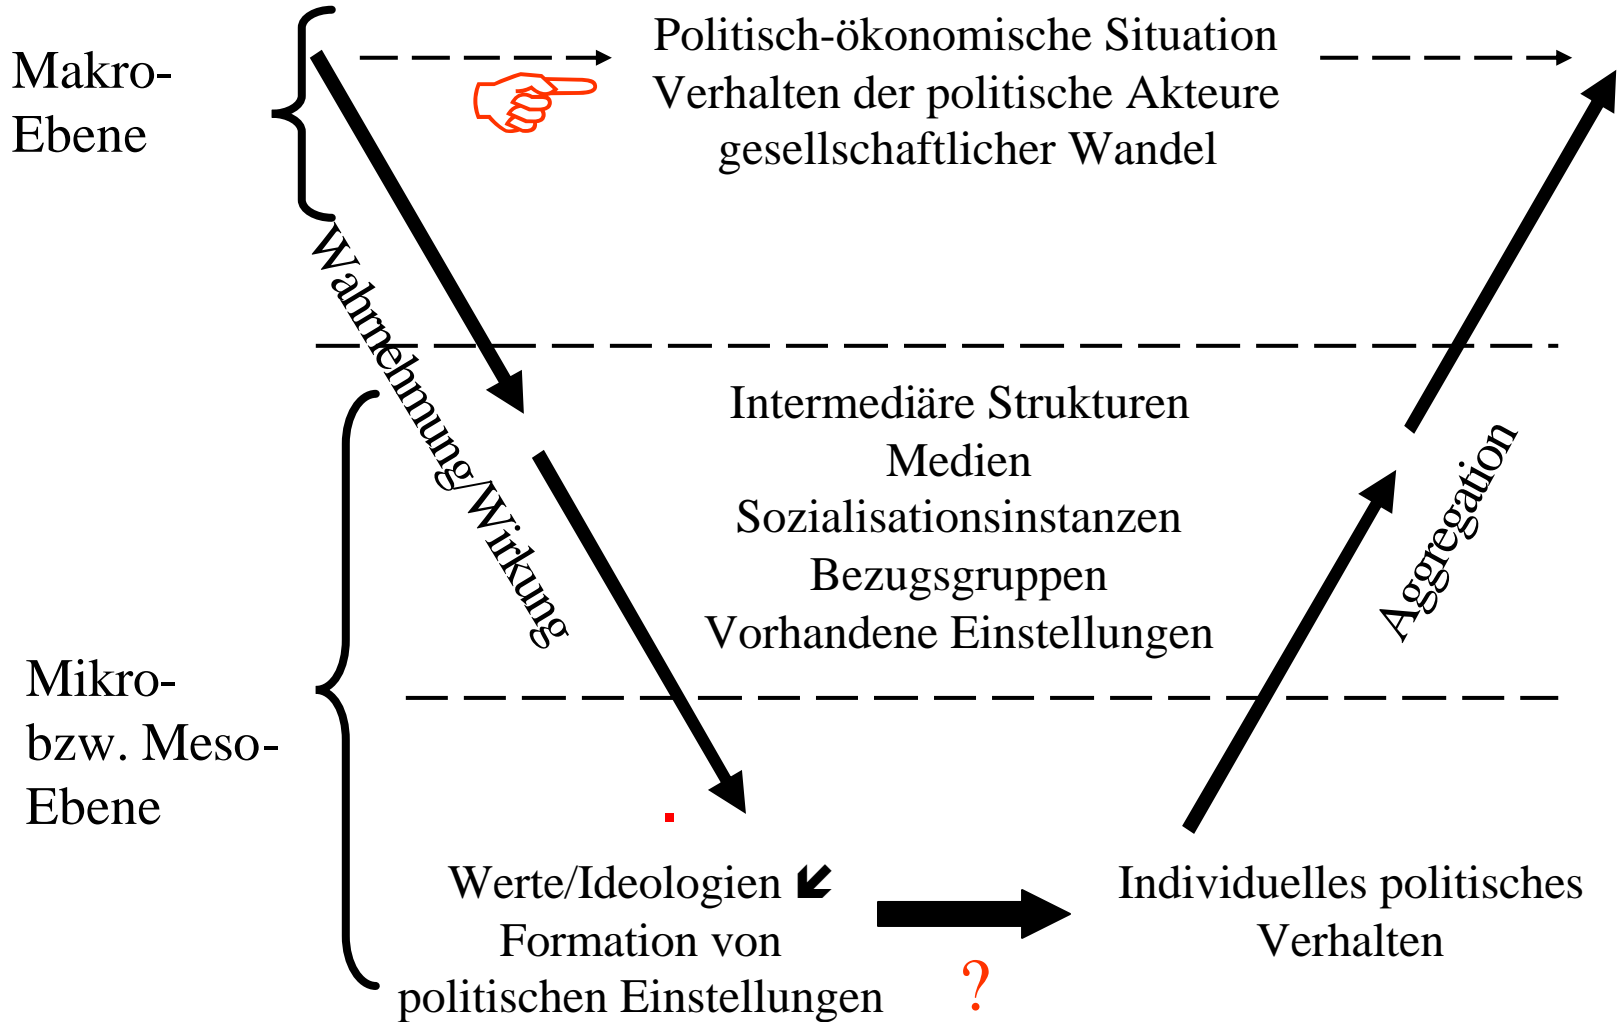 Makro-
Ebene
Politisch-ökonomische Situation
Verhalten der politische Akteure
gesellschaftlicher Wandel
Wahrnehmung/Wirkung
Intermediäre Strukturen
Medien
Sozialisationsinstanzen
Bezugsgruppen
Vorhandene Einstellungen
Aggregation
Mikro-
bzw. Meso-
Ebene
Werte/Ideologien
Formation von
politischen Einstellungen
?
Individuelles politisches
Verhalten